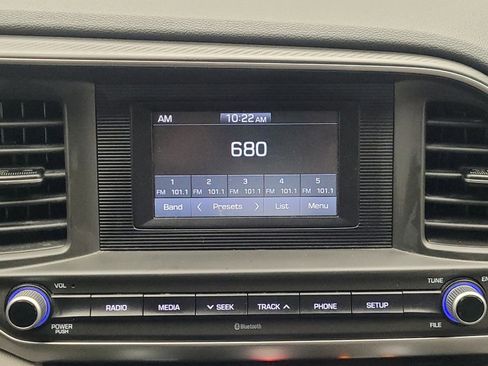 AM 10:22 AM
680
1 2 3 4 5
FM 101.1 FM 101.1 FM 101.1 FM 101.1 FM 101.1
Band < Presets > List Menu
VOL TUNE EN
RADIO MEDIA SEEK TRACK PHONE SETUP
POWER FILE
PUSH
Bluetooth